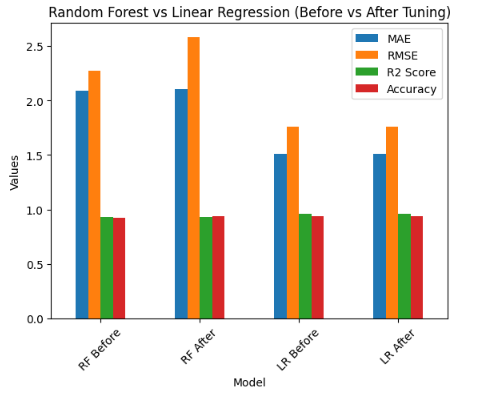 Random Forest vs Linear Regression (Before vs After Tuning)
MAE
RMSE
R2 Score
Accuracy
2.5
2.0
1.5
1.0
0.5
0.0
Values
RF Before
RF After
LR Before
LR After
Model